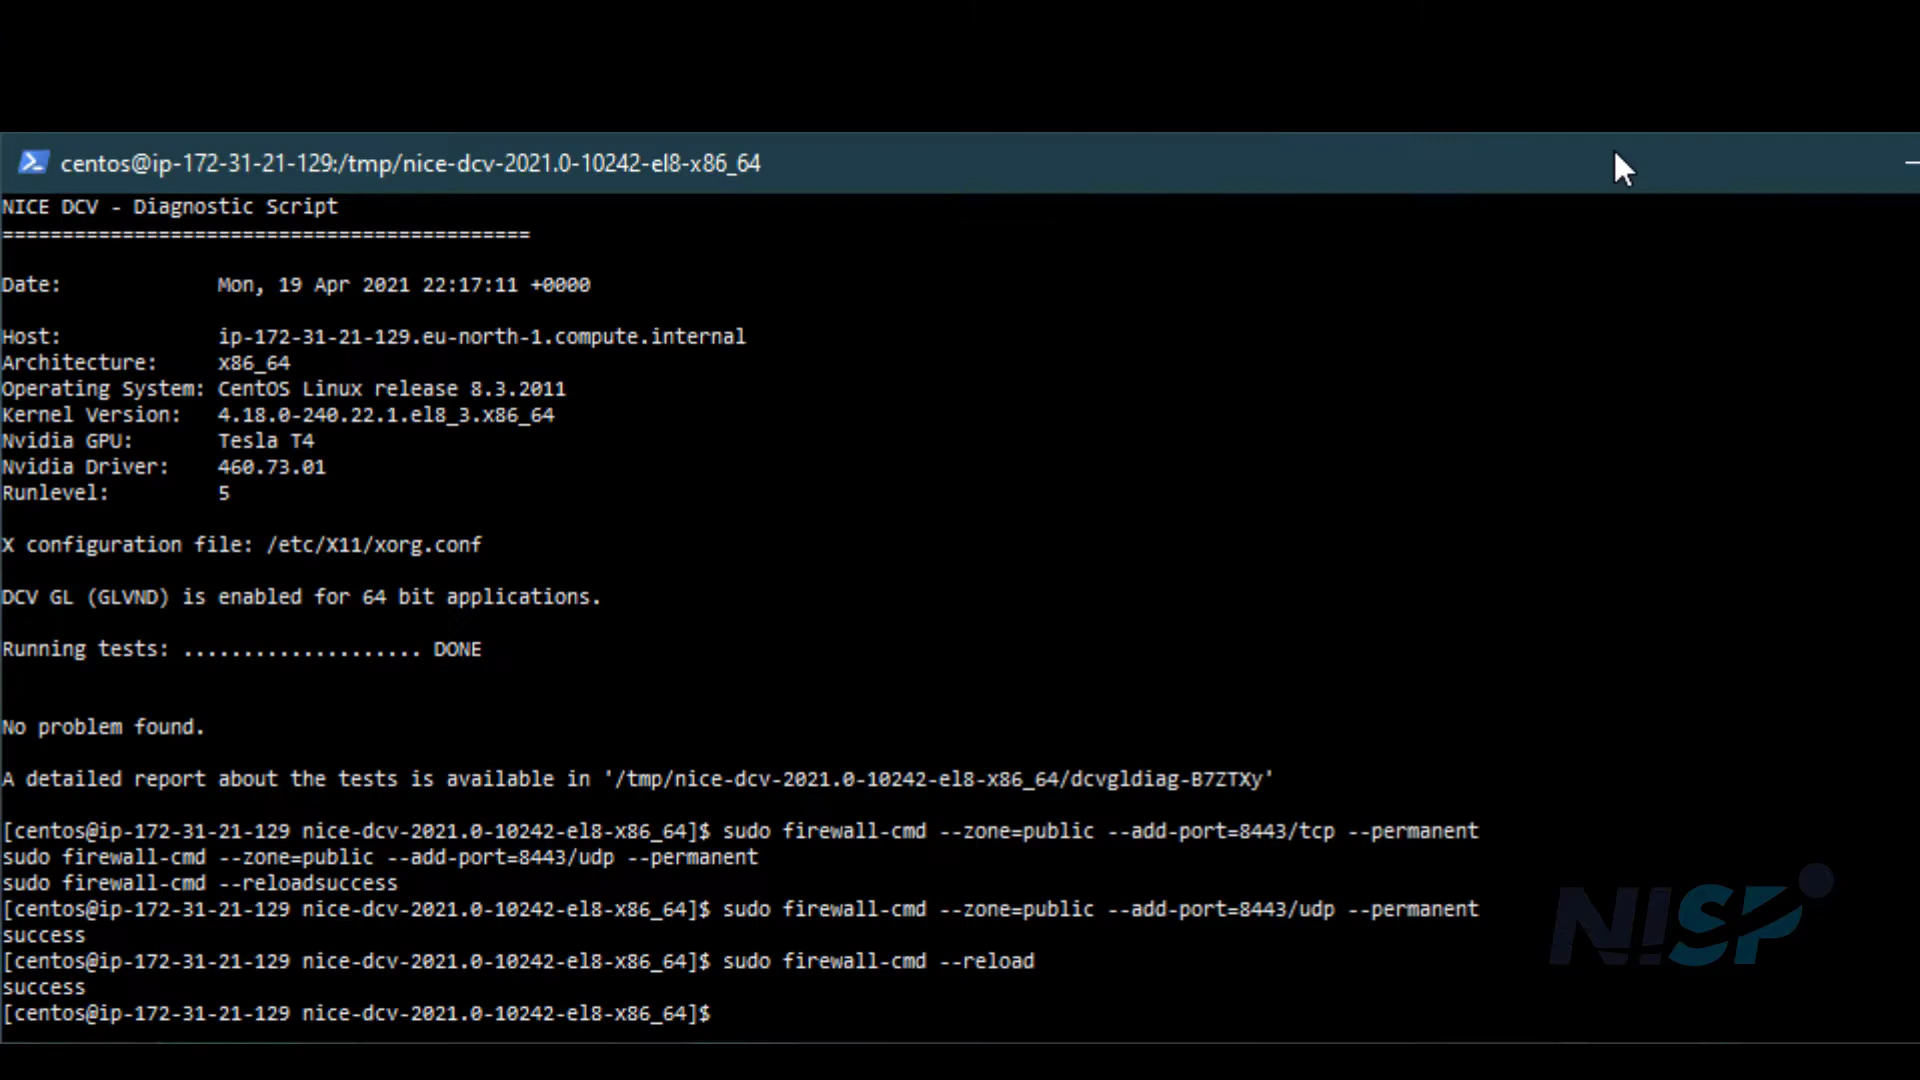 centos@ip-172-31-21-129:/tmp/nice-dcv-2021.0-10242-el8-x86_64
NICE DCV - Diagnostic Script
============================================
Date: Mon, 19 Apr 2021 22:17:11 +0000
Host: ip-172-31-21-129.eu-north-1.compute.internal
Architecture: x86_64
Operating System: CentOS Linux release 8.3.2011
Kernel Version: 4.18.0-240.22.1.el8_3.x86_64
Nvidia GPU: Tesla T4
Nvidia Driver: 460.73.01
Runlevel: 5
X configuration file: /etc/X11/xorg.conf
DCV GL (GLVND) is enabled for 64 bit applications.
Running tests: .................... DONE
No problem found.
A detailed report about the tests is available in '/tmp/nice-dcv-2021.0-10242-el8-x86_64/dcvgldiag-B7ZTXy'
[centos@ip-172-31-21-129 nice-dcv-2021.0-10242-el8-x86_64]$ sudo firewall-cmd --zone=public --add-port=8443/tcp --permanent
sudo firewall-cmd --zone=public --add-port=8443/udp --permanent
sudo firewall-cmd --reloadsuccess
[centos@ip-172-31-21-129 nice-dcv-2021.0-10242-el8-x86_64]$ sudo firewall-cmd --zone=public --add-port=8443/udp --permanent
success
[centos@ip-172-31-21-129 nice-dcv-2021.0-10242-el8-x86_64]$ sudo firewall-cmd --reload
success
[centos@ip-172-31-21-129 nice-dcv-2021.0-10242-el8-x86_64]$
NISP